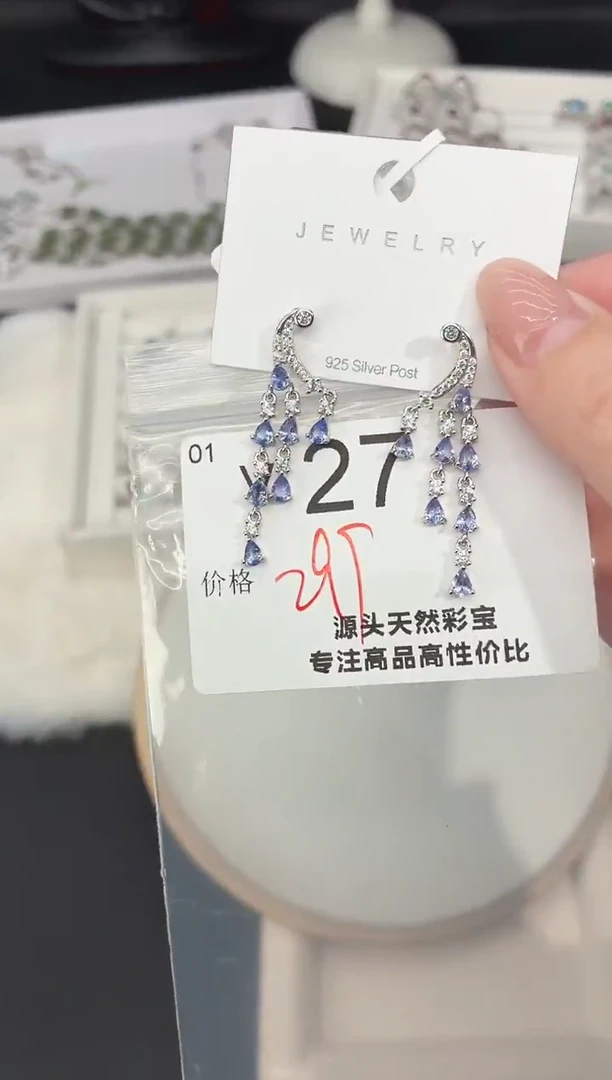 JEWELRY
925 Silver Post
01
Y27
295
价格
源头天然彩宝
专注高品高性价比